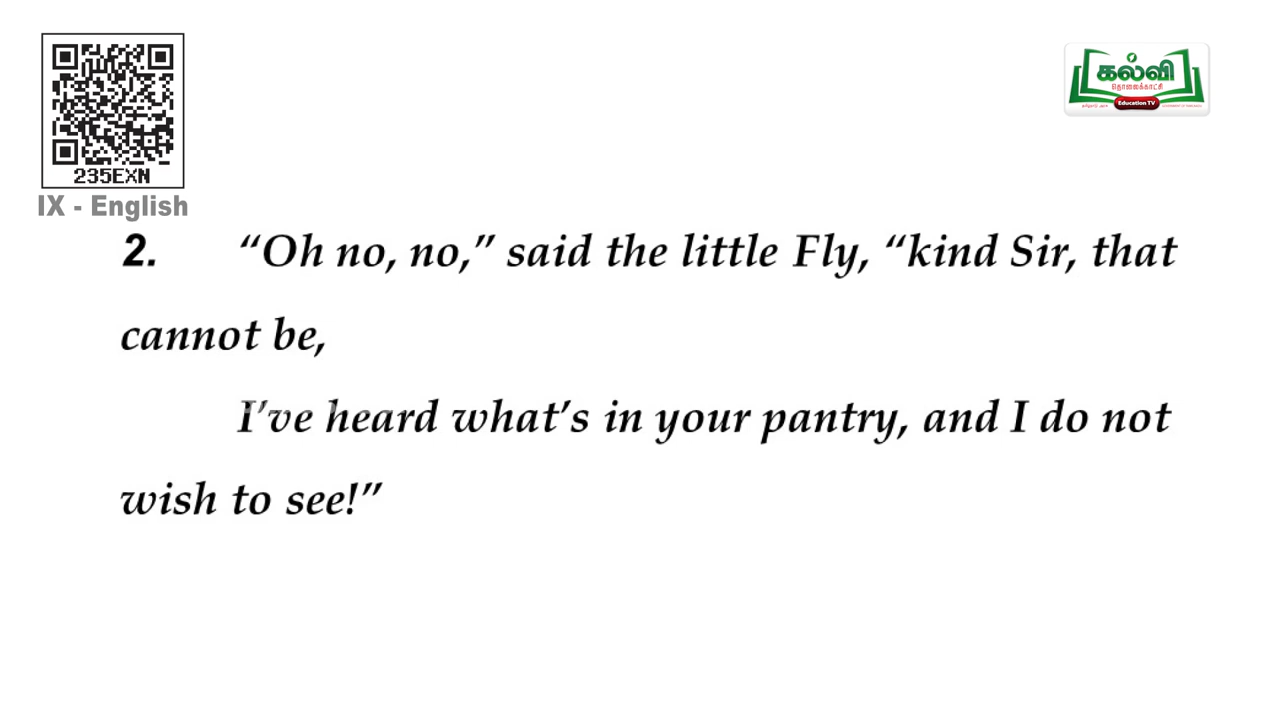 கல்வி
தொலைக்காட்சி
Education TV
235EXN
IX - English
2. “Oh no, no,” said the little Fly, “kind Sir, that
cannot be,
I’ve heard what’s in your pantry, and I do not
wish to see!”